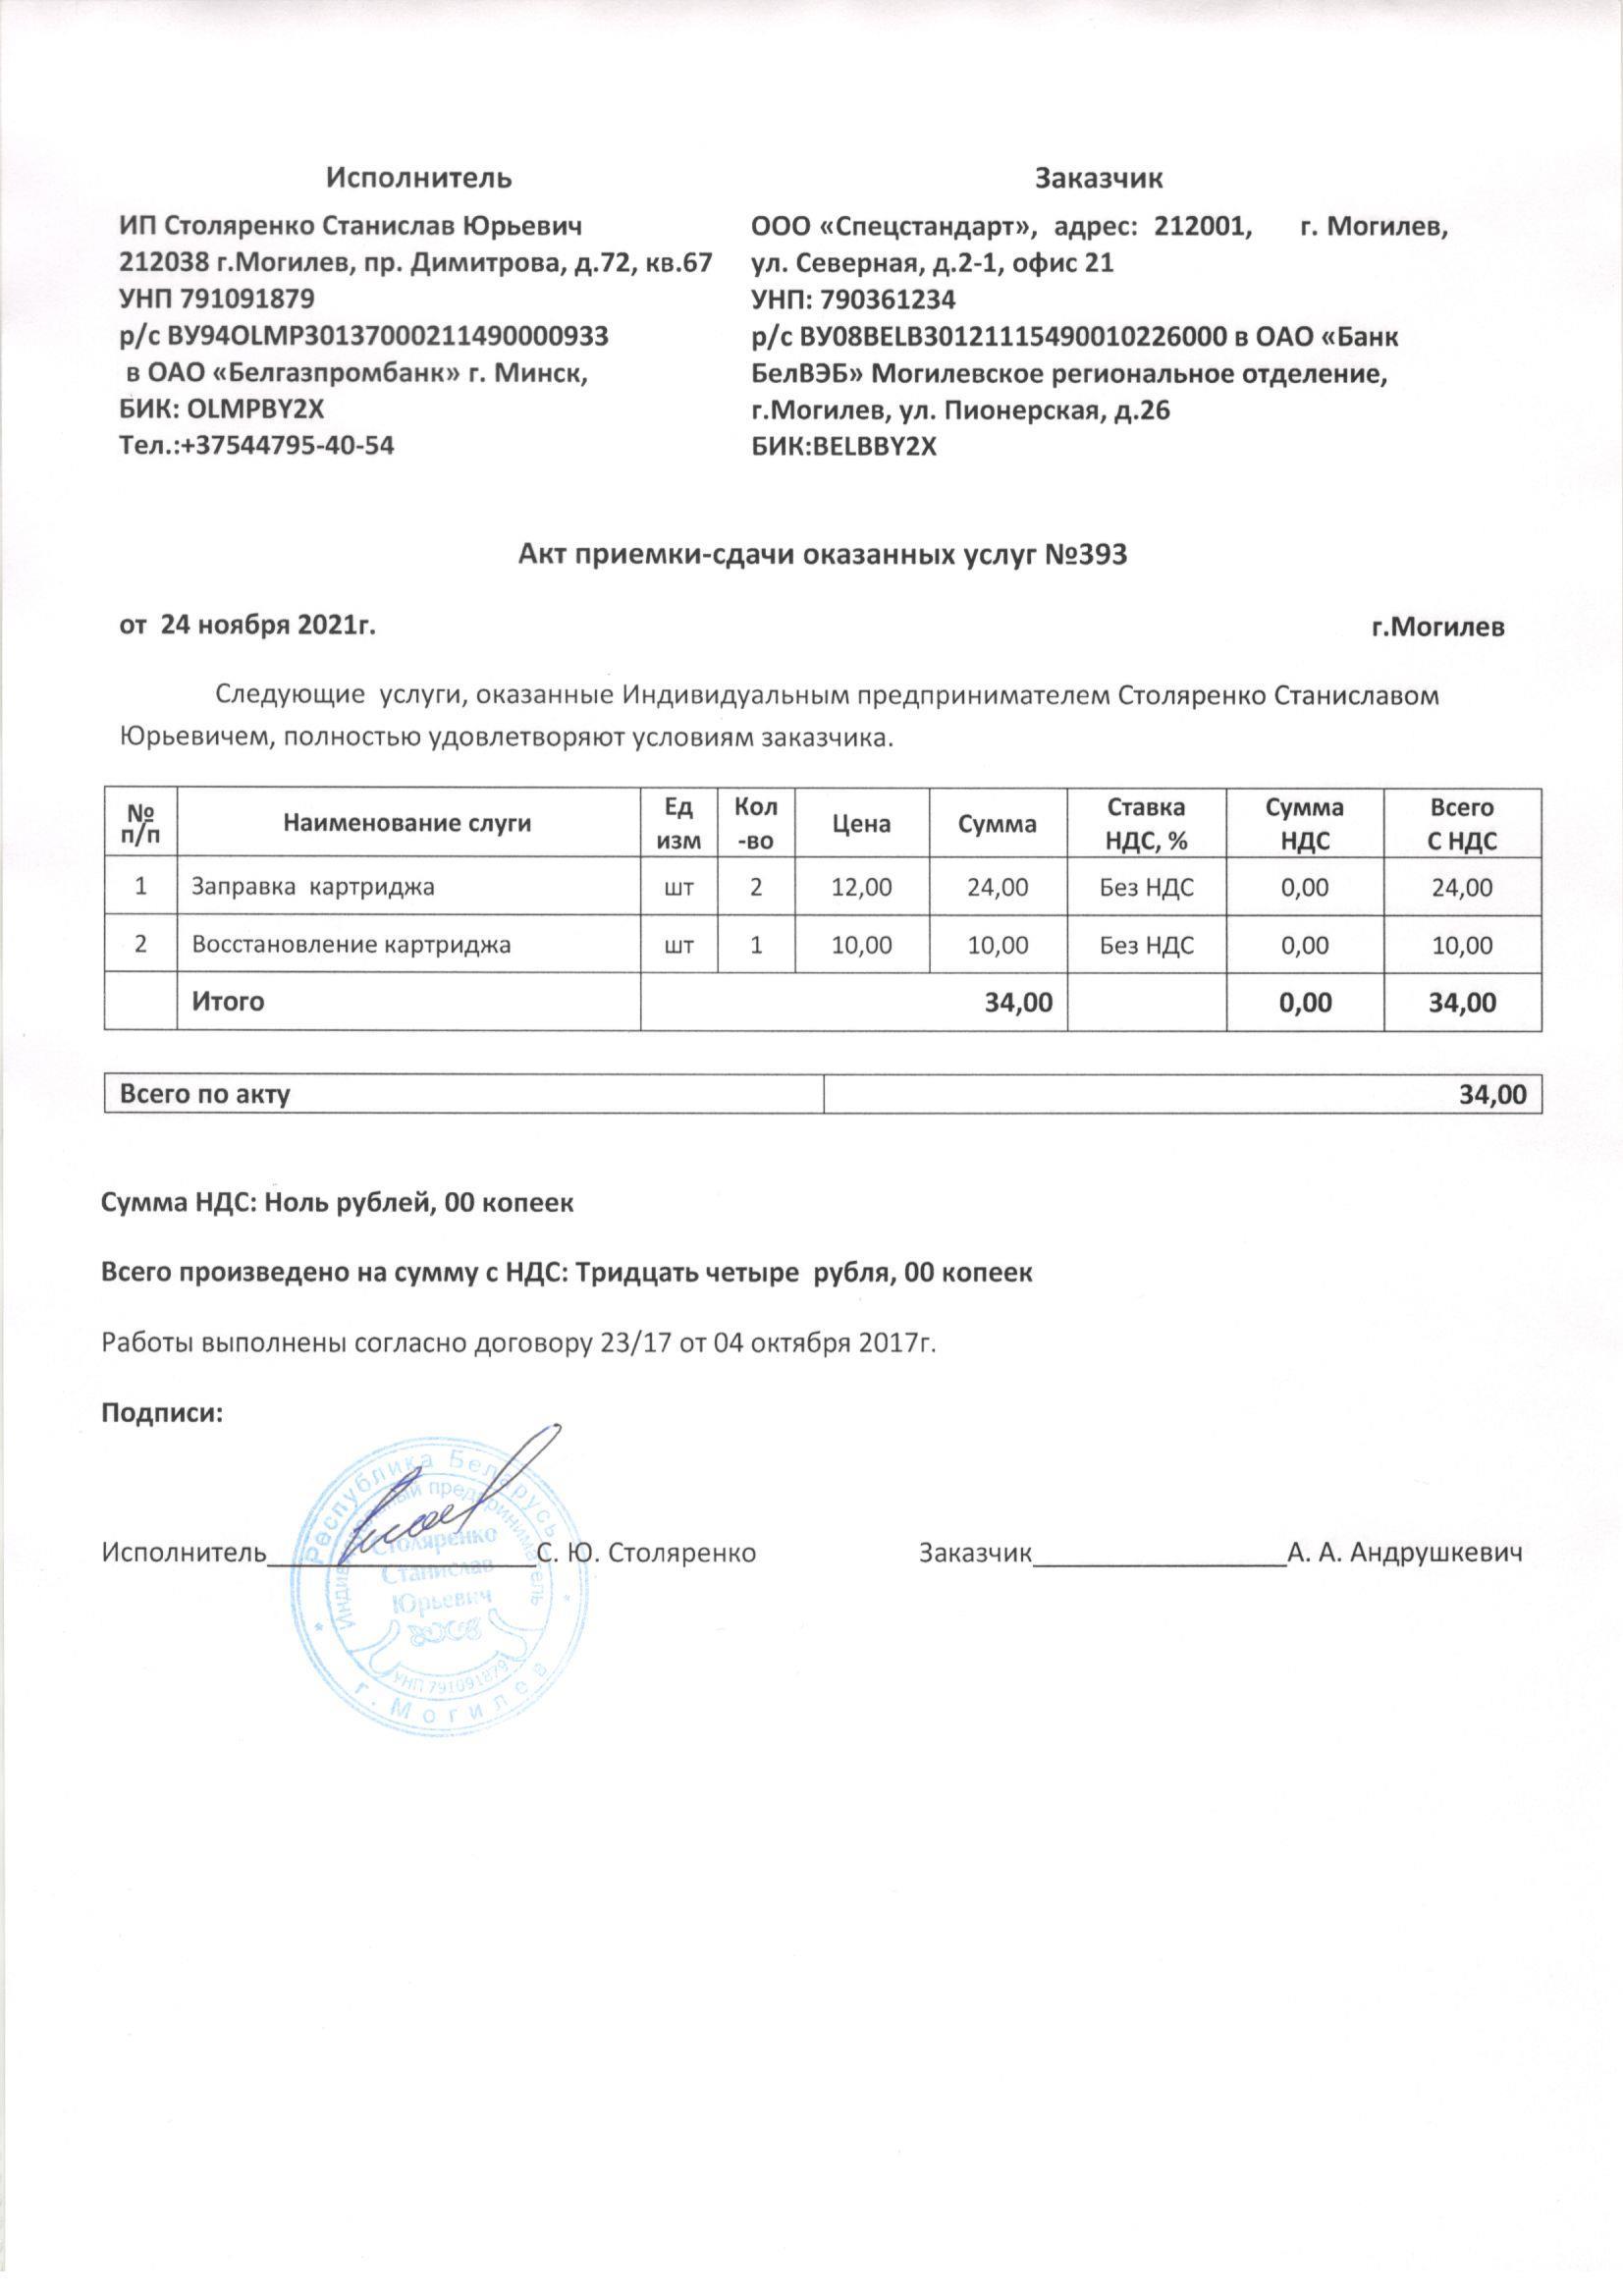 Исполнитель
ИП Столяренко Станислав Юрьевич
212038 г.Могилев, пр. Димитрова, д.72, кв.67
УНП 791091879
р/с BY94OLMP30137000211490000933
в ОАО «Белгазпромбанк» г. Минск,
БИК: OLMPBY2X
Тел.:+37544795-40-54
Заказчик
ООО «Спецстандарт», адрес: 212001, г. Могилев,
ул. Северная, д.2-1, офис 21
УНП: 790361234
р/с BY08BELB30121115490010226000 в ОАО «Банк
БелВЭБ» Могилевское региональное отделение,
г.Могилев, ул. Пионерская, д.26
БИК:BELBBY2X
Акт приемки-сдачи оказанных услуг №393
от 24 ноября 2021г. г.Могилев
Следующие услуги, оказанные Индивидуальным предпринимателем Столяренко Станиславом
Юрьевичем, полностью удовлетворяют условиям заказчика.
№ п/п Наименование слуги Ед изм Кол -во Цена Сумма Ставка НДС, % Сумма НДС Всего С НДС
1 Заправка картриджа шт 2 12,00 24,00 Без НДС 0,00 24,00
2 Восстановление картриджа шт 1 10,00 10,00 Без НДС 0,00 10,00
Итого 34,00 0,00 34,00
Всего по акту 34,00
Сумма НДС: Ноль рублей, 00 копеек
Всего произведено на сумму с НДС: Тридцать четыре рубля, 00 копеек
Работы выполнены согласно договору 23/17 от 04 октября 2017г.
Подписи:
Исполнитель С. Ю. Столяренко Заказчик А. А. Андрушкевич
Республика Беларусь
Индивидуальный предприниматель
Столяренко
Станислав
Юрьевич
УНП 791091879
г. Могилев